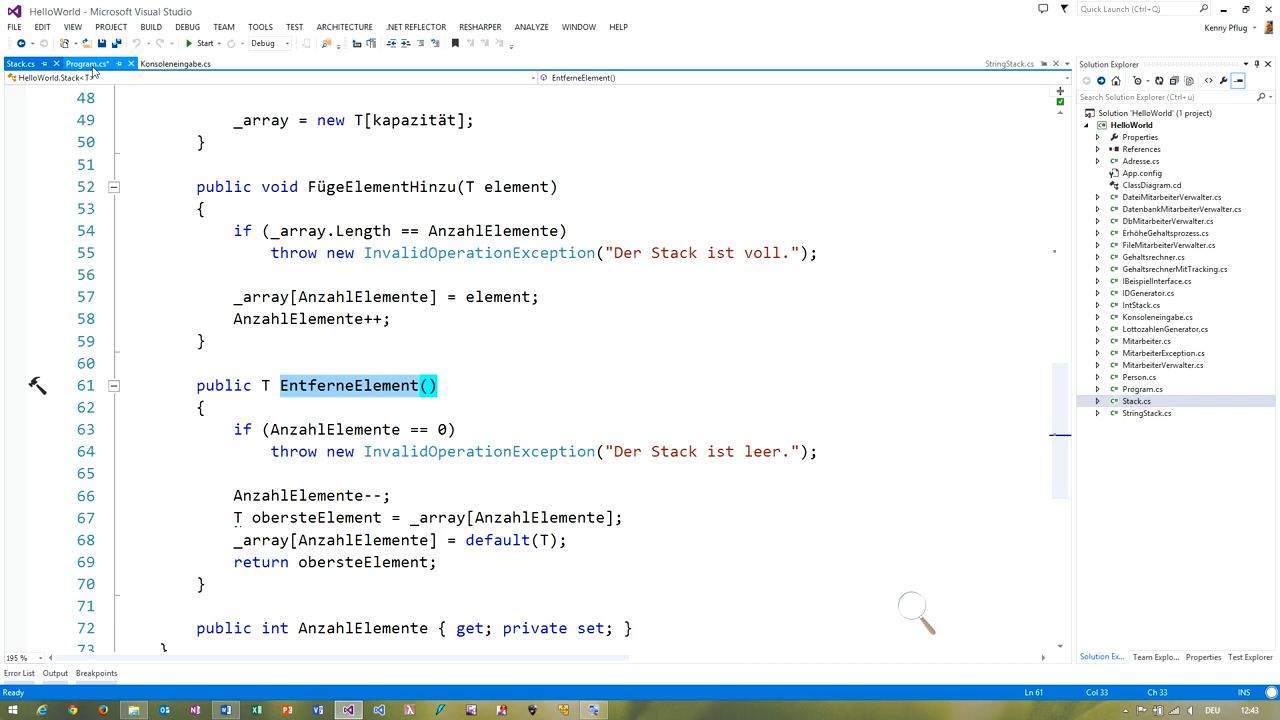 HelloWorld - Microsoft Visual Studio
Quick Launch (Ctrl+Q)
FILE EDIT VIEW PROJECT BUILD DEBUG TEAM TOOLS TEST ARCHITECTURE .NET REFLECTOR RESHARPER ANALYZE WINDOW HELP
Kenny Pflug
Start
Debug
Stack.cs
Program.cs*
Konsoleneingabe.cs
StringStack.cs
HelloWorld.Stack<T>
EntferneElement()
48
49 _array = new T[kapazität];
50 }
51
52 public void FügeElementHinzu(T element)
53 {
54 if (_array.Length == AnzahlElemente)
55 throw new InvalidOperationException("Der Stack ist voll.");
56
57 _array[AnzahlElemente] = element;
58 AnzahlElemente++;
59 }
60
61 public T EntferneElement()
62 {
63 if (AnzahlElemente == 0)
64 throw new InvalidOperationException("Der Stack ist leer.");
65
66 AnzahlElemente--;
67 T obersteElement = _array[AnzahlElemente];
68 _array[AnzahlElemente] = default(T);
69 return obersteElement;
70 }
71
72 public int AnzahlElemente { get; private set; }
73 }
195 %
Solution Explorer
Search Solution Explorer (Ctrl+ü)
Solution 'HelloWorld' (1 project)
HelloWorld
Properties
References
Adresse.cs
App.config
ClassDiagram.cd
DateiMitarbeiterVerwalter.cs
DatenbankMitarbeiterVerwalter.cs
DbMitarbeiterVerwalter.cs
ErhöheGehaltsprozess.cs
FileMitarbeiterVerwalter.cs
Gehaltsrechner.cs
GehaltsrechnerMitTracking.cs
IBeispielInterface.cs
IDGenerator.cs
IntStack.cs
Konsoleneingabe.cs
LottozahlenGenerator.cs
Mitarbeiter.cs
MitarbeiterException.cs
MitarbeiterVerwalter.cs
Person.cs
Program.cs
Stack.cs
StringStack.cs
Solution Ex... Team Explo... Properties Test Explorer
Error List Output Breakpoints
Ready
Ln 61 Col 33 Ch 33 INS
DEU 12:43